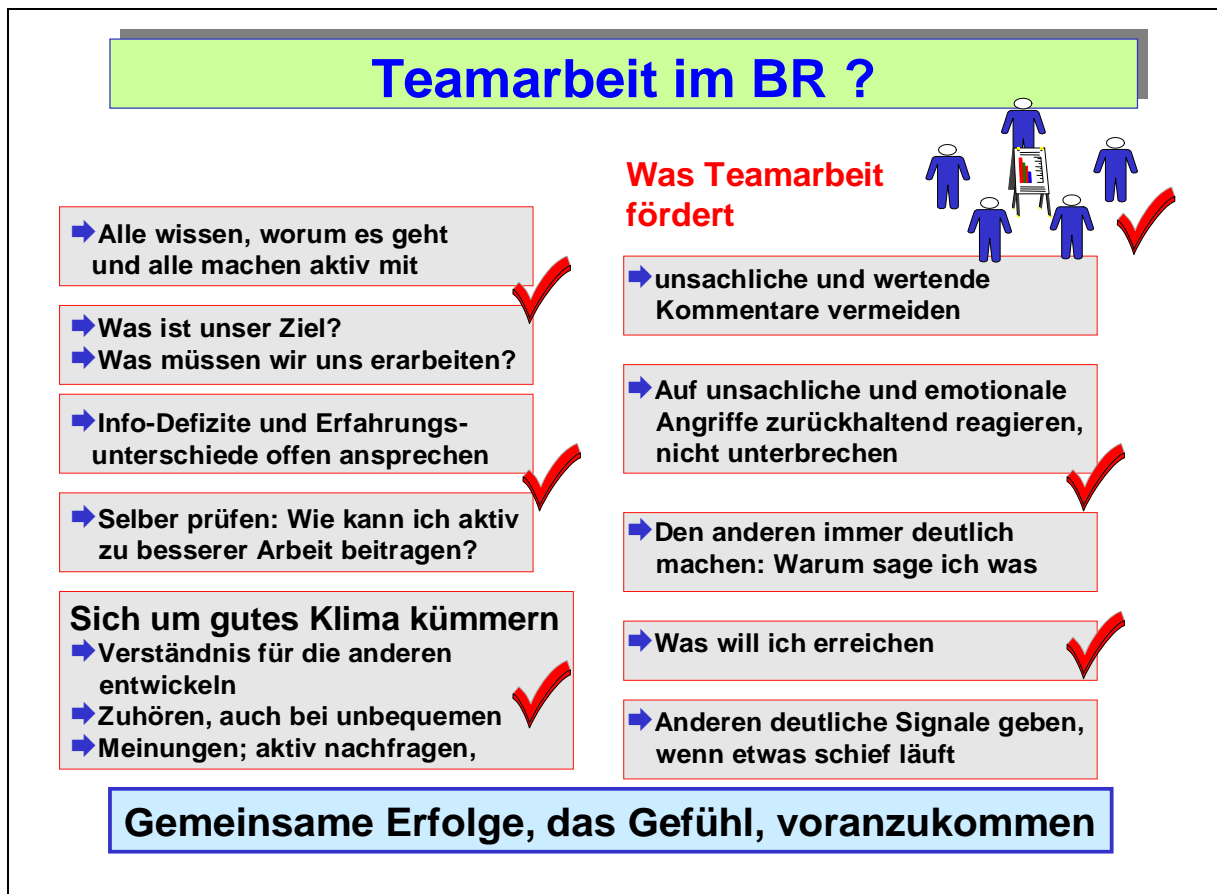 Teamarbeit im BR ?
Was Teamarbeit
fördert
Alle wissen, worum es geht
und alle machen aktiv mit
Was ist unser Ziel?
Was müssen wir uns erarbeiten?
Info-Defizite und Erfahrungs-
unterschiede offen ansprechen
Selber prüfen: Wie kann ich aktiv
zu besserer Arbeit beitragen?
Sich um gutes Klima kümmern
Verständnis für die anderen
entwickeln
Zuhören, auch bei unbequemen
Meinungen; aktiv nachfragen,
unsachliche und wertende
Kommentare vermeiden
Auf unsachliche und emotionale
Angriffe zurückhaltend reagieren,
nicht unterbrechen
Den anderen immer deutlich
machen: Warum sage ich was
Was will ich erreichen
Anderen deutliche Signale geben,
wenn etwas schief läuft
Gemeinsame Erfolge, das Gefühl, voranzukommen